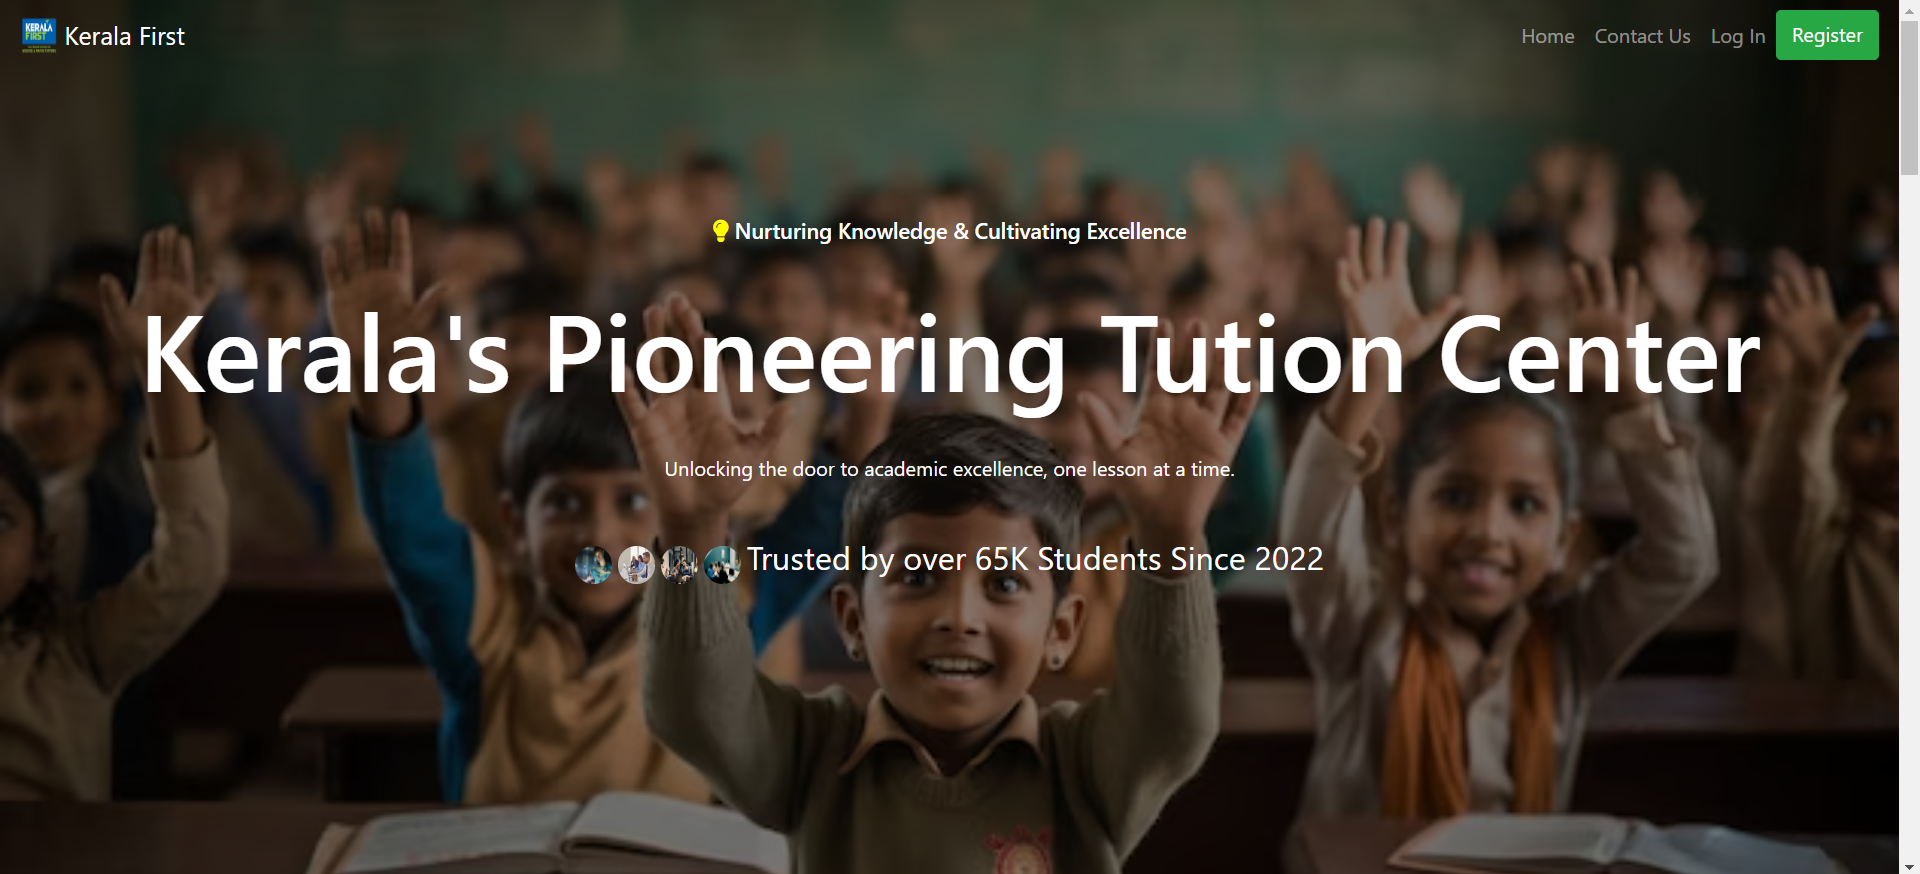 KERALA
FIRST
Kerala First
Home
Contact Us
Log In
Register
Nurturing Knowledge & Cultivating Excellence
Kerala's Pioneering Tution Center
Unlocking the door to academic excellence, one lesson at a time.
Trusted by over 65K Students Since 2022